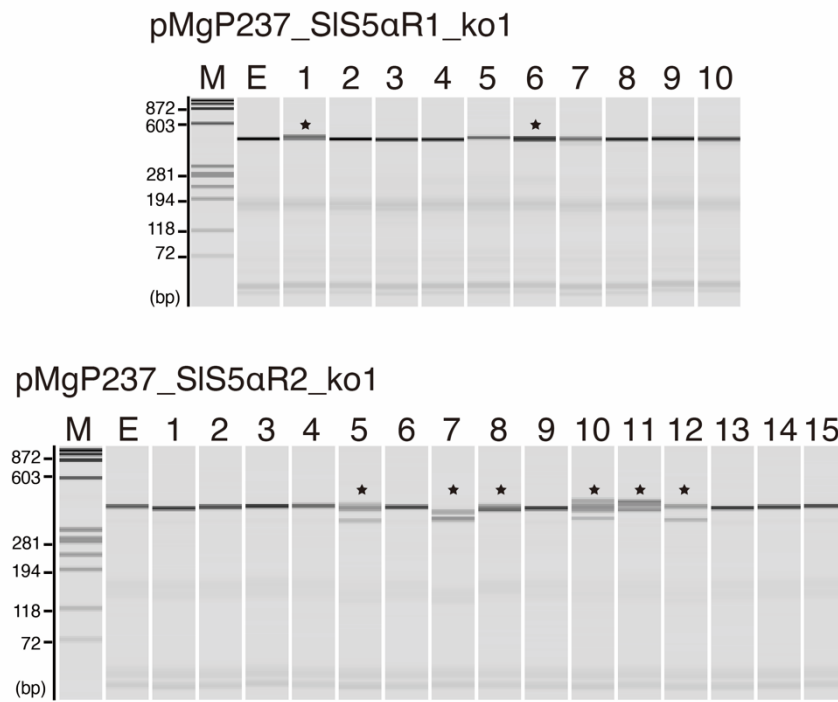 pMgP237_SlS5αR1_ko1
M E 1 2 3 4 5 6 7 8 9 10
★ ★
872
603
281
194
118
72
(bp)
pMgP237_SlS5αR2_ko1
M E 1 2 3 4 5 6 7 8 9 10 11 12 13 14 15
872
603
★ ★ ★ ★ ★ ★
281
194
118
72
(bp)